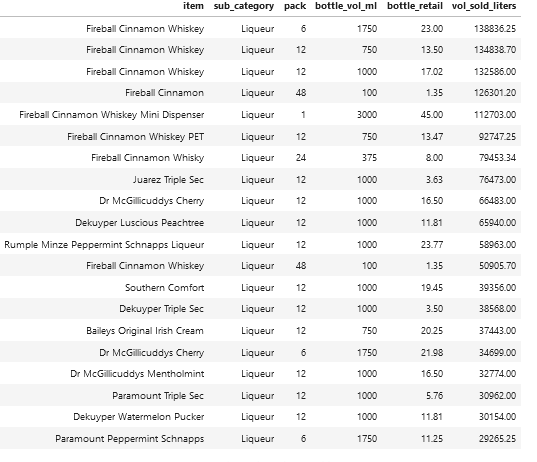 item sub_category pack bottle_vol_ml bottle_retail vol_sold_liters
Fireball Cinnamon Whiskey Liqueur 6 1750 23.00 138836.25
Fireball Cinnamon Whiskey Liqueur 12 750 13.50 134838.70
Fireball Cinnamon Whiskey Liqueur 12 1000 17.02 132586.00
Fireball Cinnamon Liqueur 48 100 1.35 126301.20
Fireball Cinnamon Whiskey Mini Dispenser Liqueur 1 3000 45.00 112703.00
Fireball Cinnamon Whiskey PET Liqueur 12 750 13.47 92747.25
Fireball Cinnamon Whisky Liqueur 24 375 8.00 79453.34
Juarez Triple Sec Liqueur 12 1000 3.63 76473.00
Dr McGillicuddys Cherry Liqueur 12 1000 16.50 66483.00
Dekuyper Luscious Peachtree Liqueur 12 1000 11.81 65940.00
Rumple Minze Peppermint Schnapps Liqueur Liqueur 12 1000 23.77 58963.00
Fireball Cinnamon Whiskey Liqueur 48 100 1.35 50905.70
Southern Comfort Liqueur 12 1000 19.45 39356.00
Dekuyper Triple Sec Liqueur 12 1000 3.50 38568.00
Baileys Original Irish Cream Liqueur 12 750 20.25 37443.00
Dr McGillicuddys Cherry Liqueur 6 1750 21.98 34699.00
Dr McGillicuddys Mentholmint Liqueur 12 1000 16.50 32774.00
Paramount Triple Sec Liqueur 12 1000 5.76 30962.00
Dekuyper Watermelon Pucker Liqueur 12 1000 11.81 30154.00
Paramount Peppermint Schnapps Liqueur 6 1750 11.25 29265.25